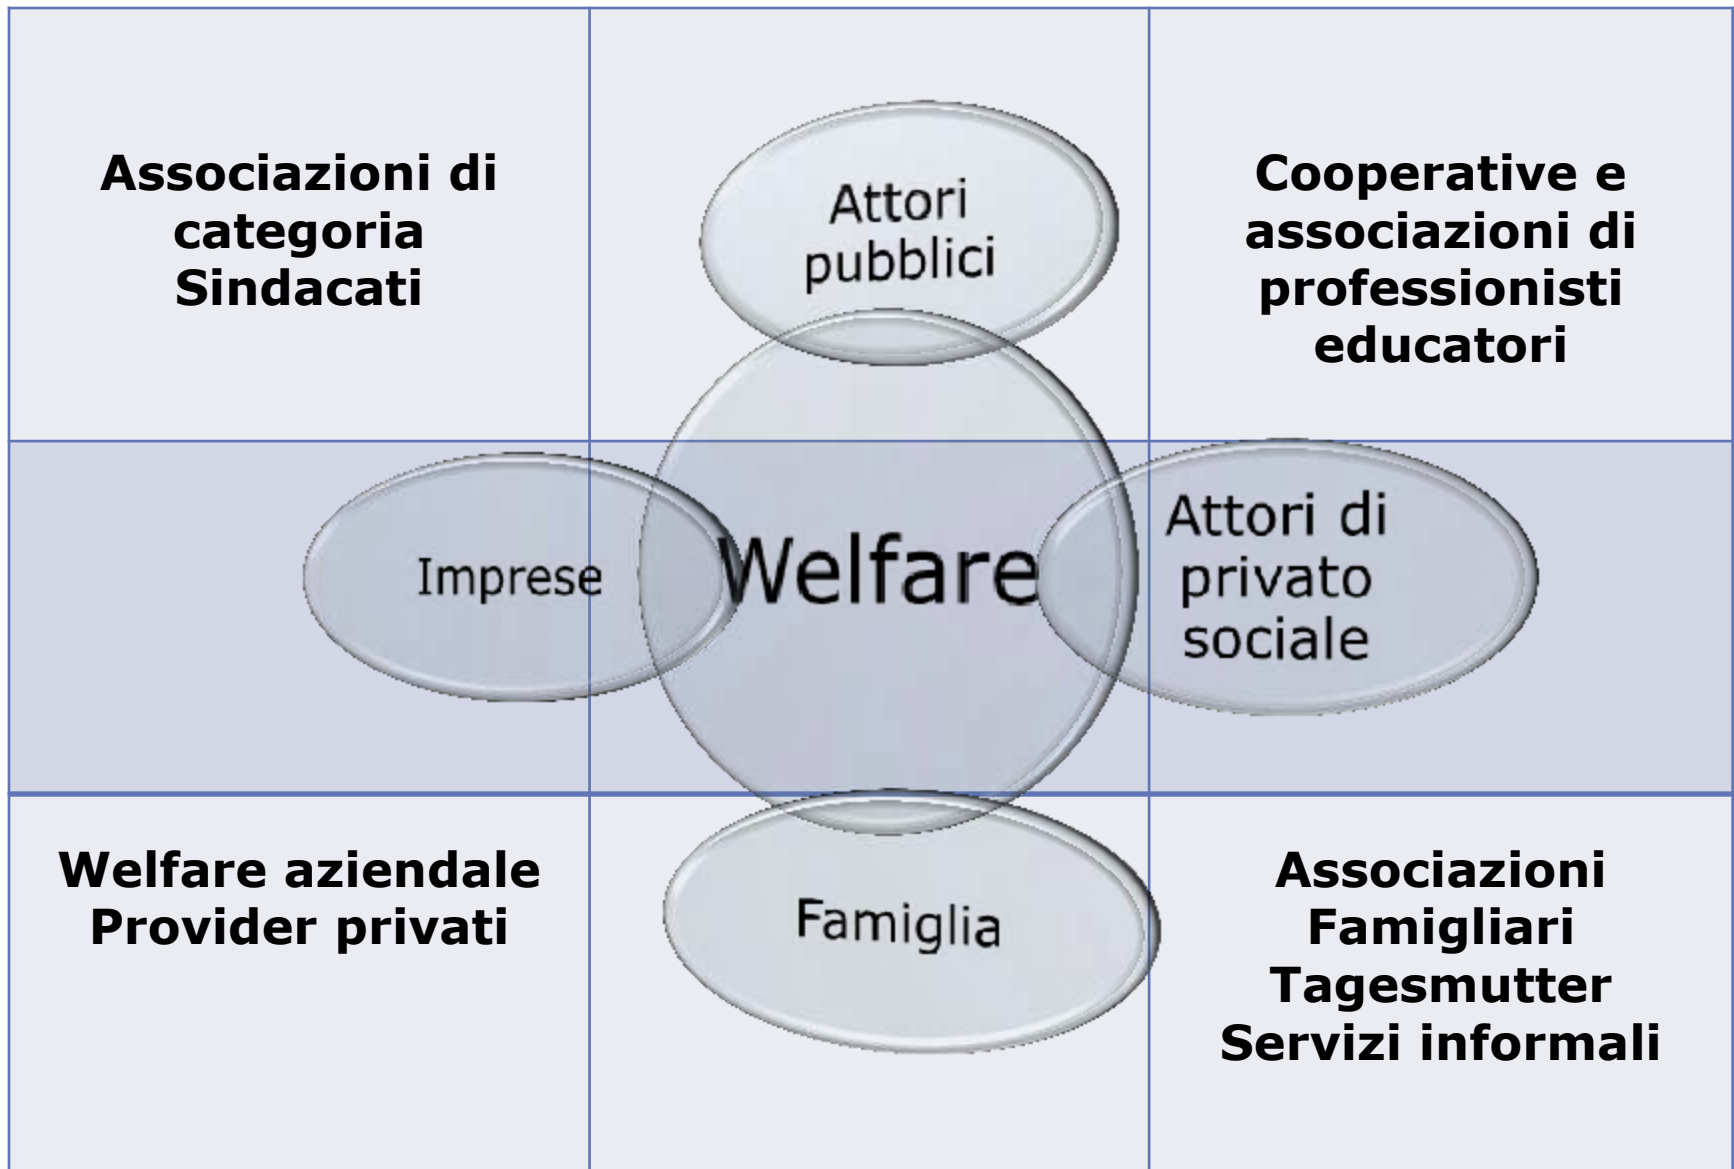 Associazioni di
categoria
Sindacati
Attori
pubblici
Cooperative e
associazioni di
professionisti
educatori
Imprese
Welfare
Attori di
privato
sociale
Welfare aziendale
Provider privati
Famiglia
Associazioni
Famigliari
Tagesmutter
Servizi informali